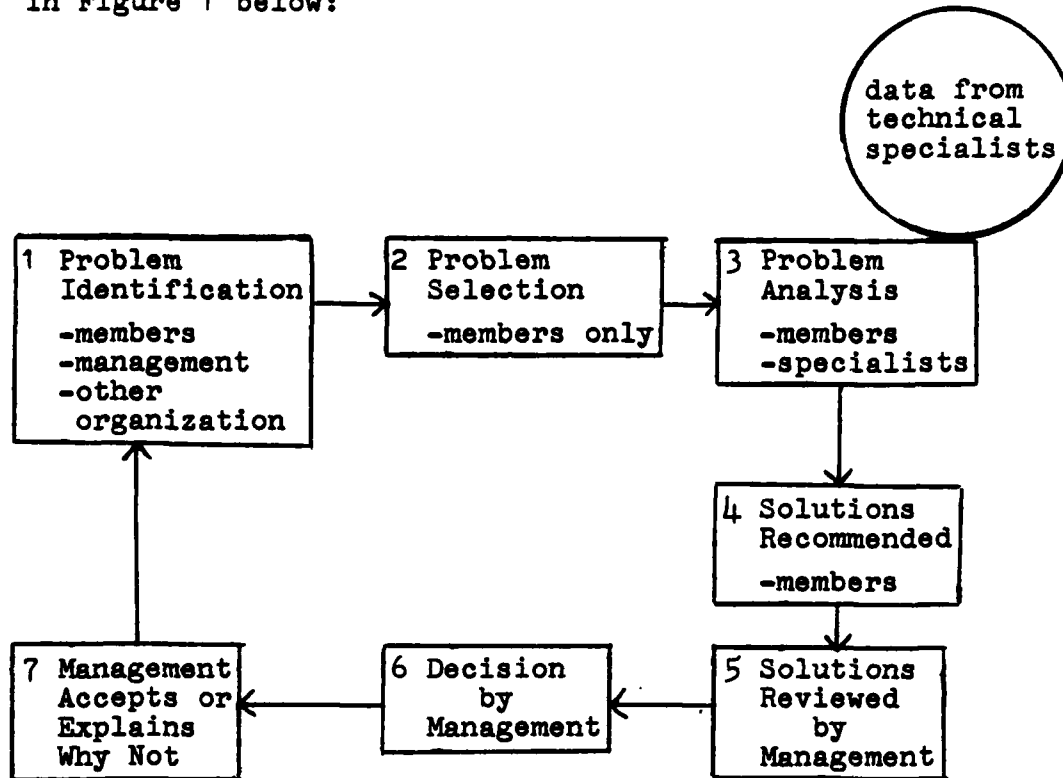 in Figure 1 below:
data from
technical
specialists
1 Problem
Identification
-members
-management
-other
organization
2 Problem
Selection
-members only
3 Problem
Analysis
-members
-specialists
4 Solutions
Recommended
-members
5 Solutions
Reviewed
by
Management
6 Decision
by
Management
7 Management
Accepts or
Explains
Why Not